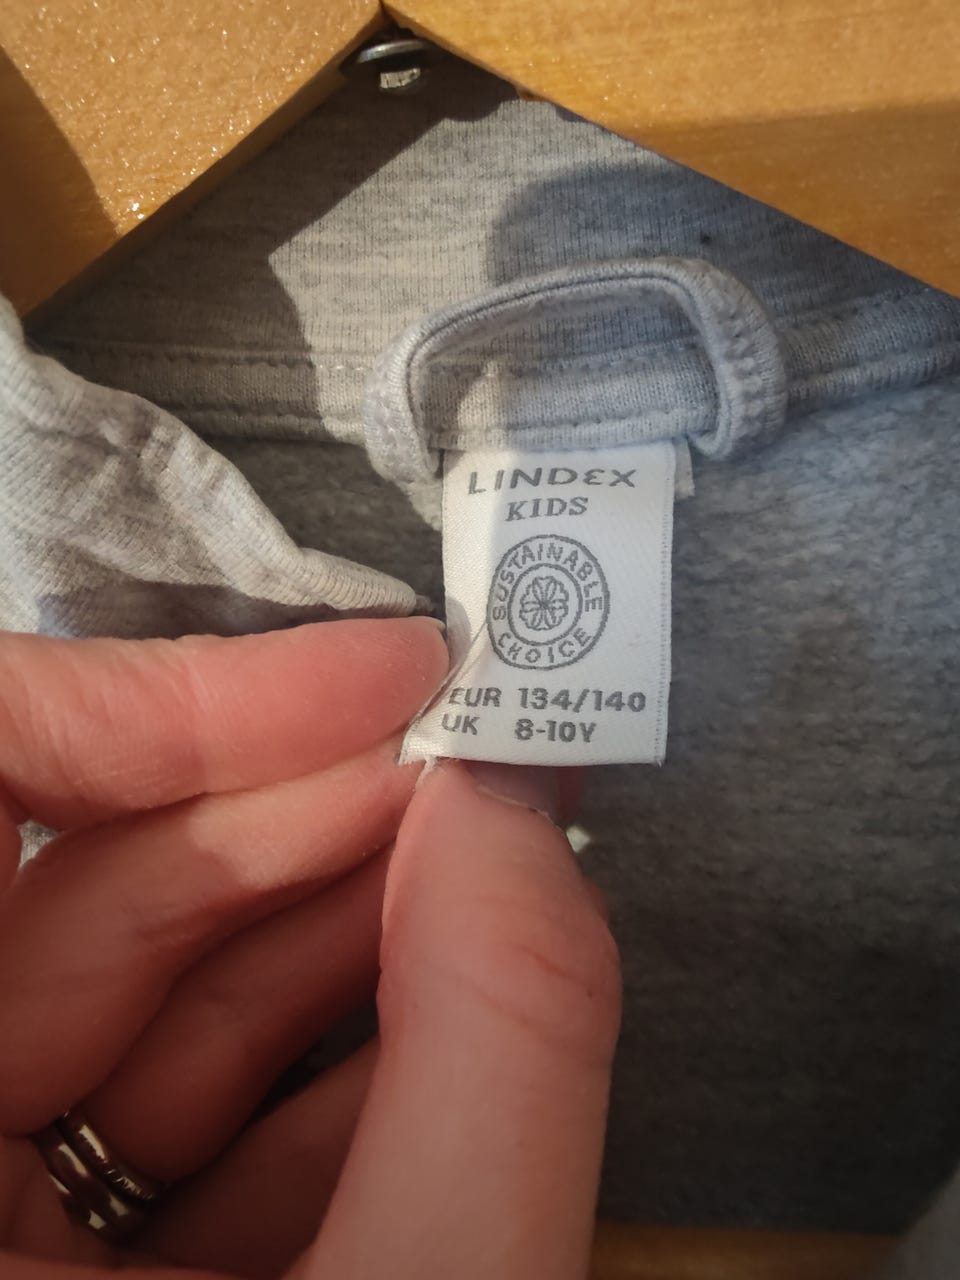 LINDEX
KIDS
SUSTAINABLE
CHOICE
EUR 134/140
UK 8-10Y